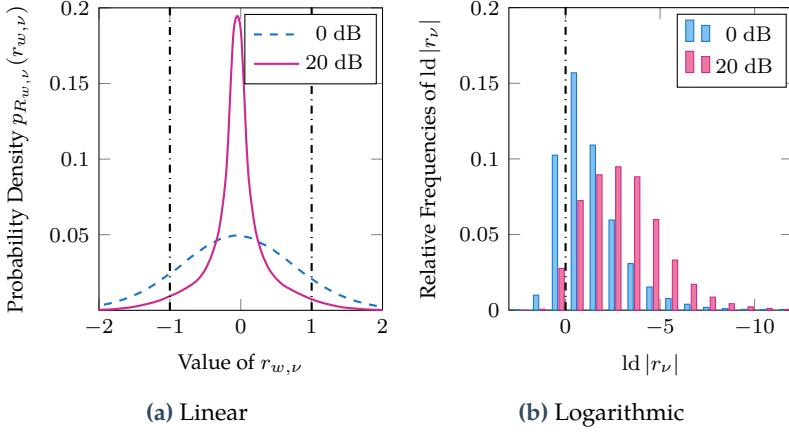 Probability Density p_{R_{w,ν}}(r_{w,ν})
0.2
0.15
0.1
0.05
−2
−1
0
1
2
Value of r_{w,ν}
0 dB
20 dB
(a) Linear
Relative Frequencies of ld |r_ν|
0.2
0.15
0.1
0.05
0
0
−5
−10
ld |r_ν|
0 dB
20 dB
(b) Logarithmic